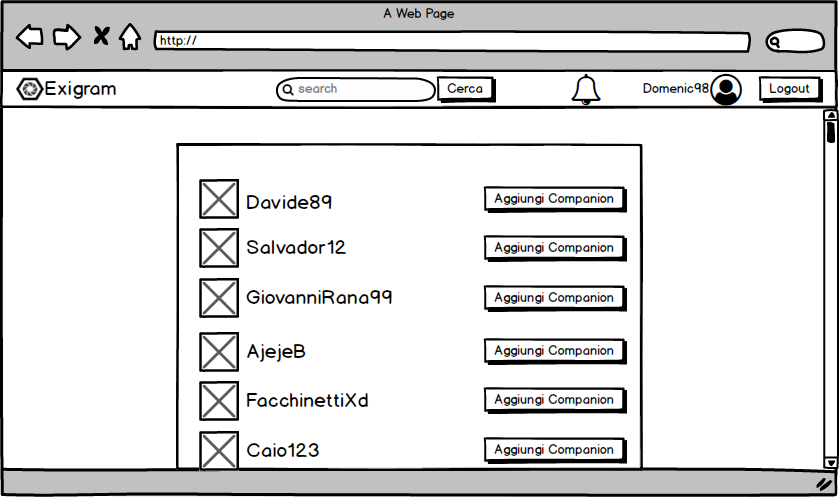 A Web Page
http://
Exigram
search
Cerca
Domenic98
Logout
Davide89
Aggiungi Companion
Salvador12
Aggiungi Companion
GiovanniRana99
Aggiungi Companion
AjejeB
Aggiungi Companion
FacchinettiXd
Aggiungi Companion
Caio123
Aggiungi Companion